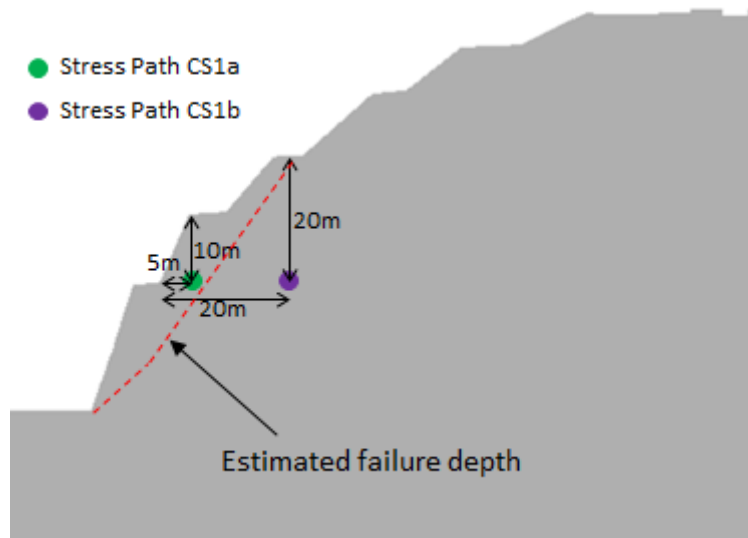 Stress Path CS1a
Stress Path CS1b
20m
10m
5m
20m
Estimated failure depth